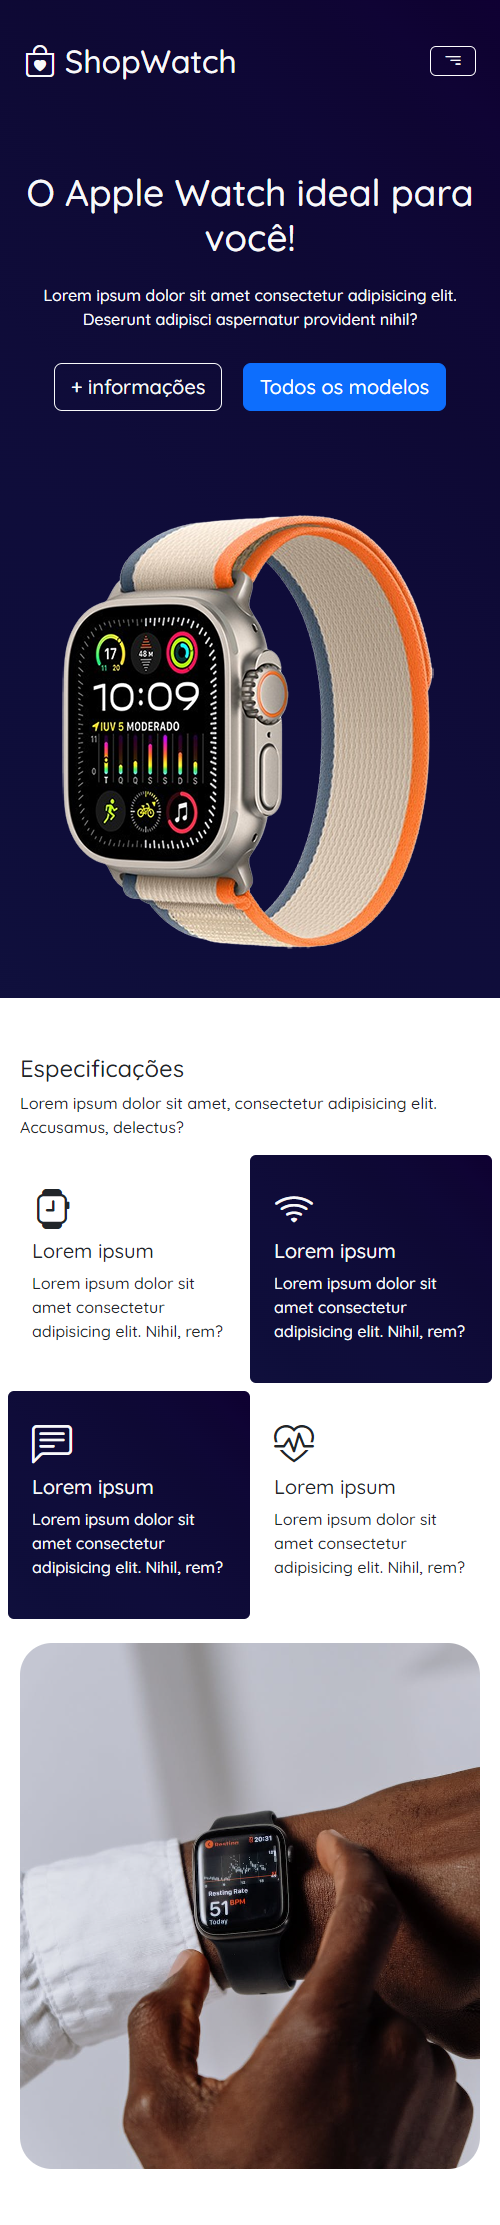 ShopWatch
O Apple Watch ideal para
você!
Lorem ipsum dolor sit amet consectetur adipisicing elit.
Deserunt adipisci aspernatur provident nihil?
+ informações
Todos os modelos
17
11 20
48 M
10:09
IUV 5 MODERADO
11
0
T Q Q S S D S
Especificações
Lorem ipsum dolor sit amet, consectetur adipisicing elit.
Accusamus, delectus?
Lorem ipsum
Lorem ipsum dolor sit
amet consectetur
adipisicing elit. Nihil, rem?
Lorem ipsum
Lorem ipsum dolor sit
amet consectetur
adipisicing elit. Nihil, rem?
Lorem ipsum
Lorem ipsum dolor sit
amet consectetur
adipisicing elit. Nihil, rem?
Lorem ipsum
Lorem ipsum dolor sit
amet consectetur
adipisicing elit. Nihil, rem?
Resting
20:31
Resting Rate
51 BPM
Today